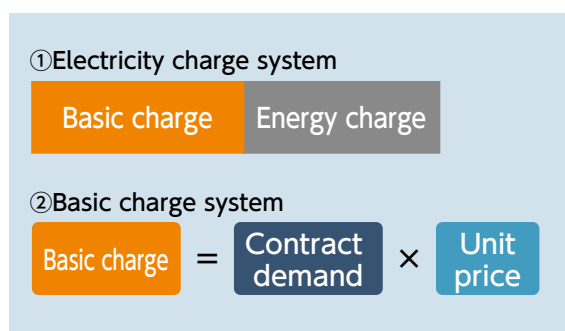 ①Electricity charge system
Basic charge Energy charge
②Basic charge system
Basic charge = Contract demand × Unit price